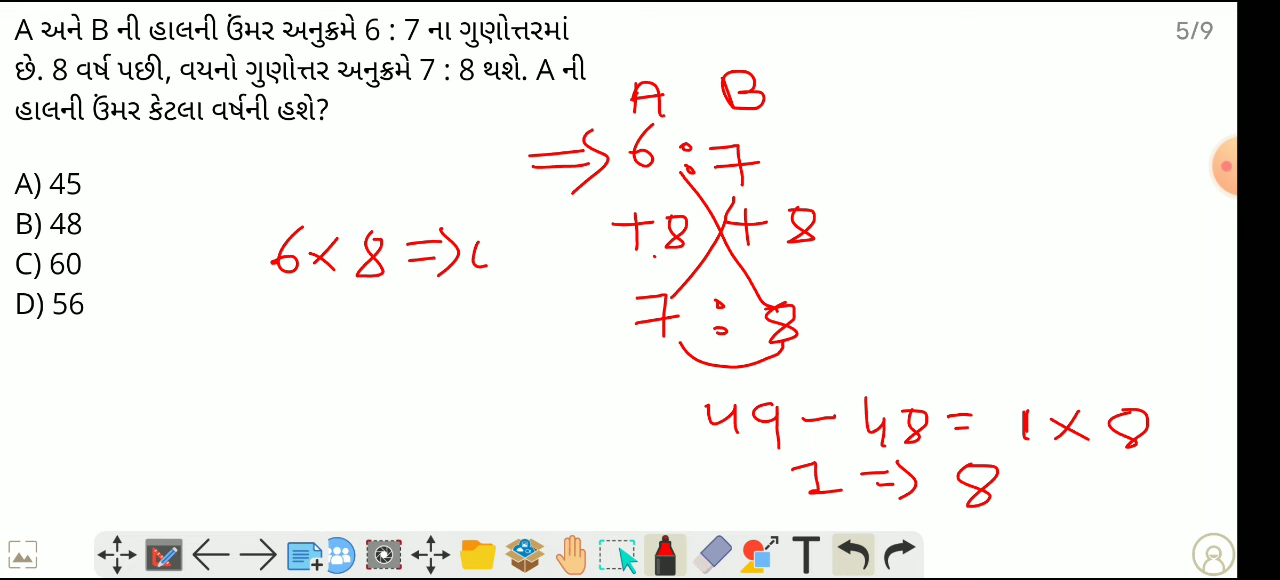 A અને B ની હાલની ઉંમર અનુક્રમે 6 : 7 ના ગુણોત્તરમાં
છે. 8 વર્ષ પછી, વયનો ગુણોત્તર અનુક્રમે 7 : 8 થશે. A ની
હાલની ઉંમર કેટલા વર્ષની હશે?
5/9
A) 45
B) 48
C) 60
D) 56
A B
⇒ 6 : 7
+8 +8
6 × 8 ⇒
7 : 8
49 - 48 = 1 × 8
1 ⇒ 8
T